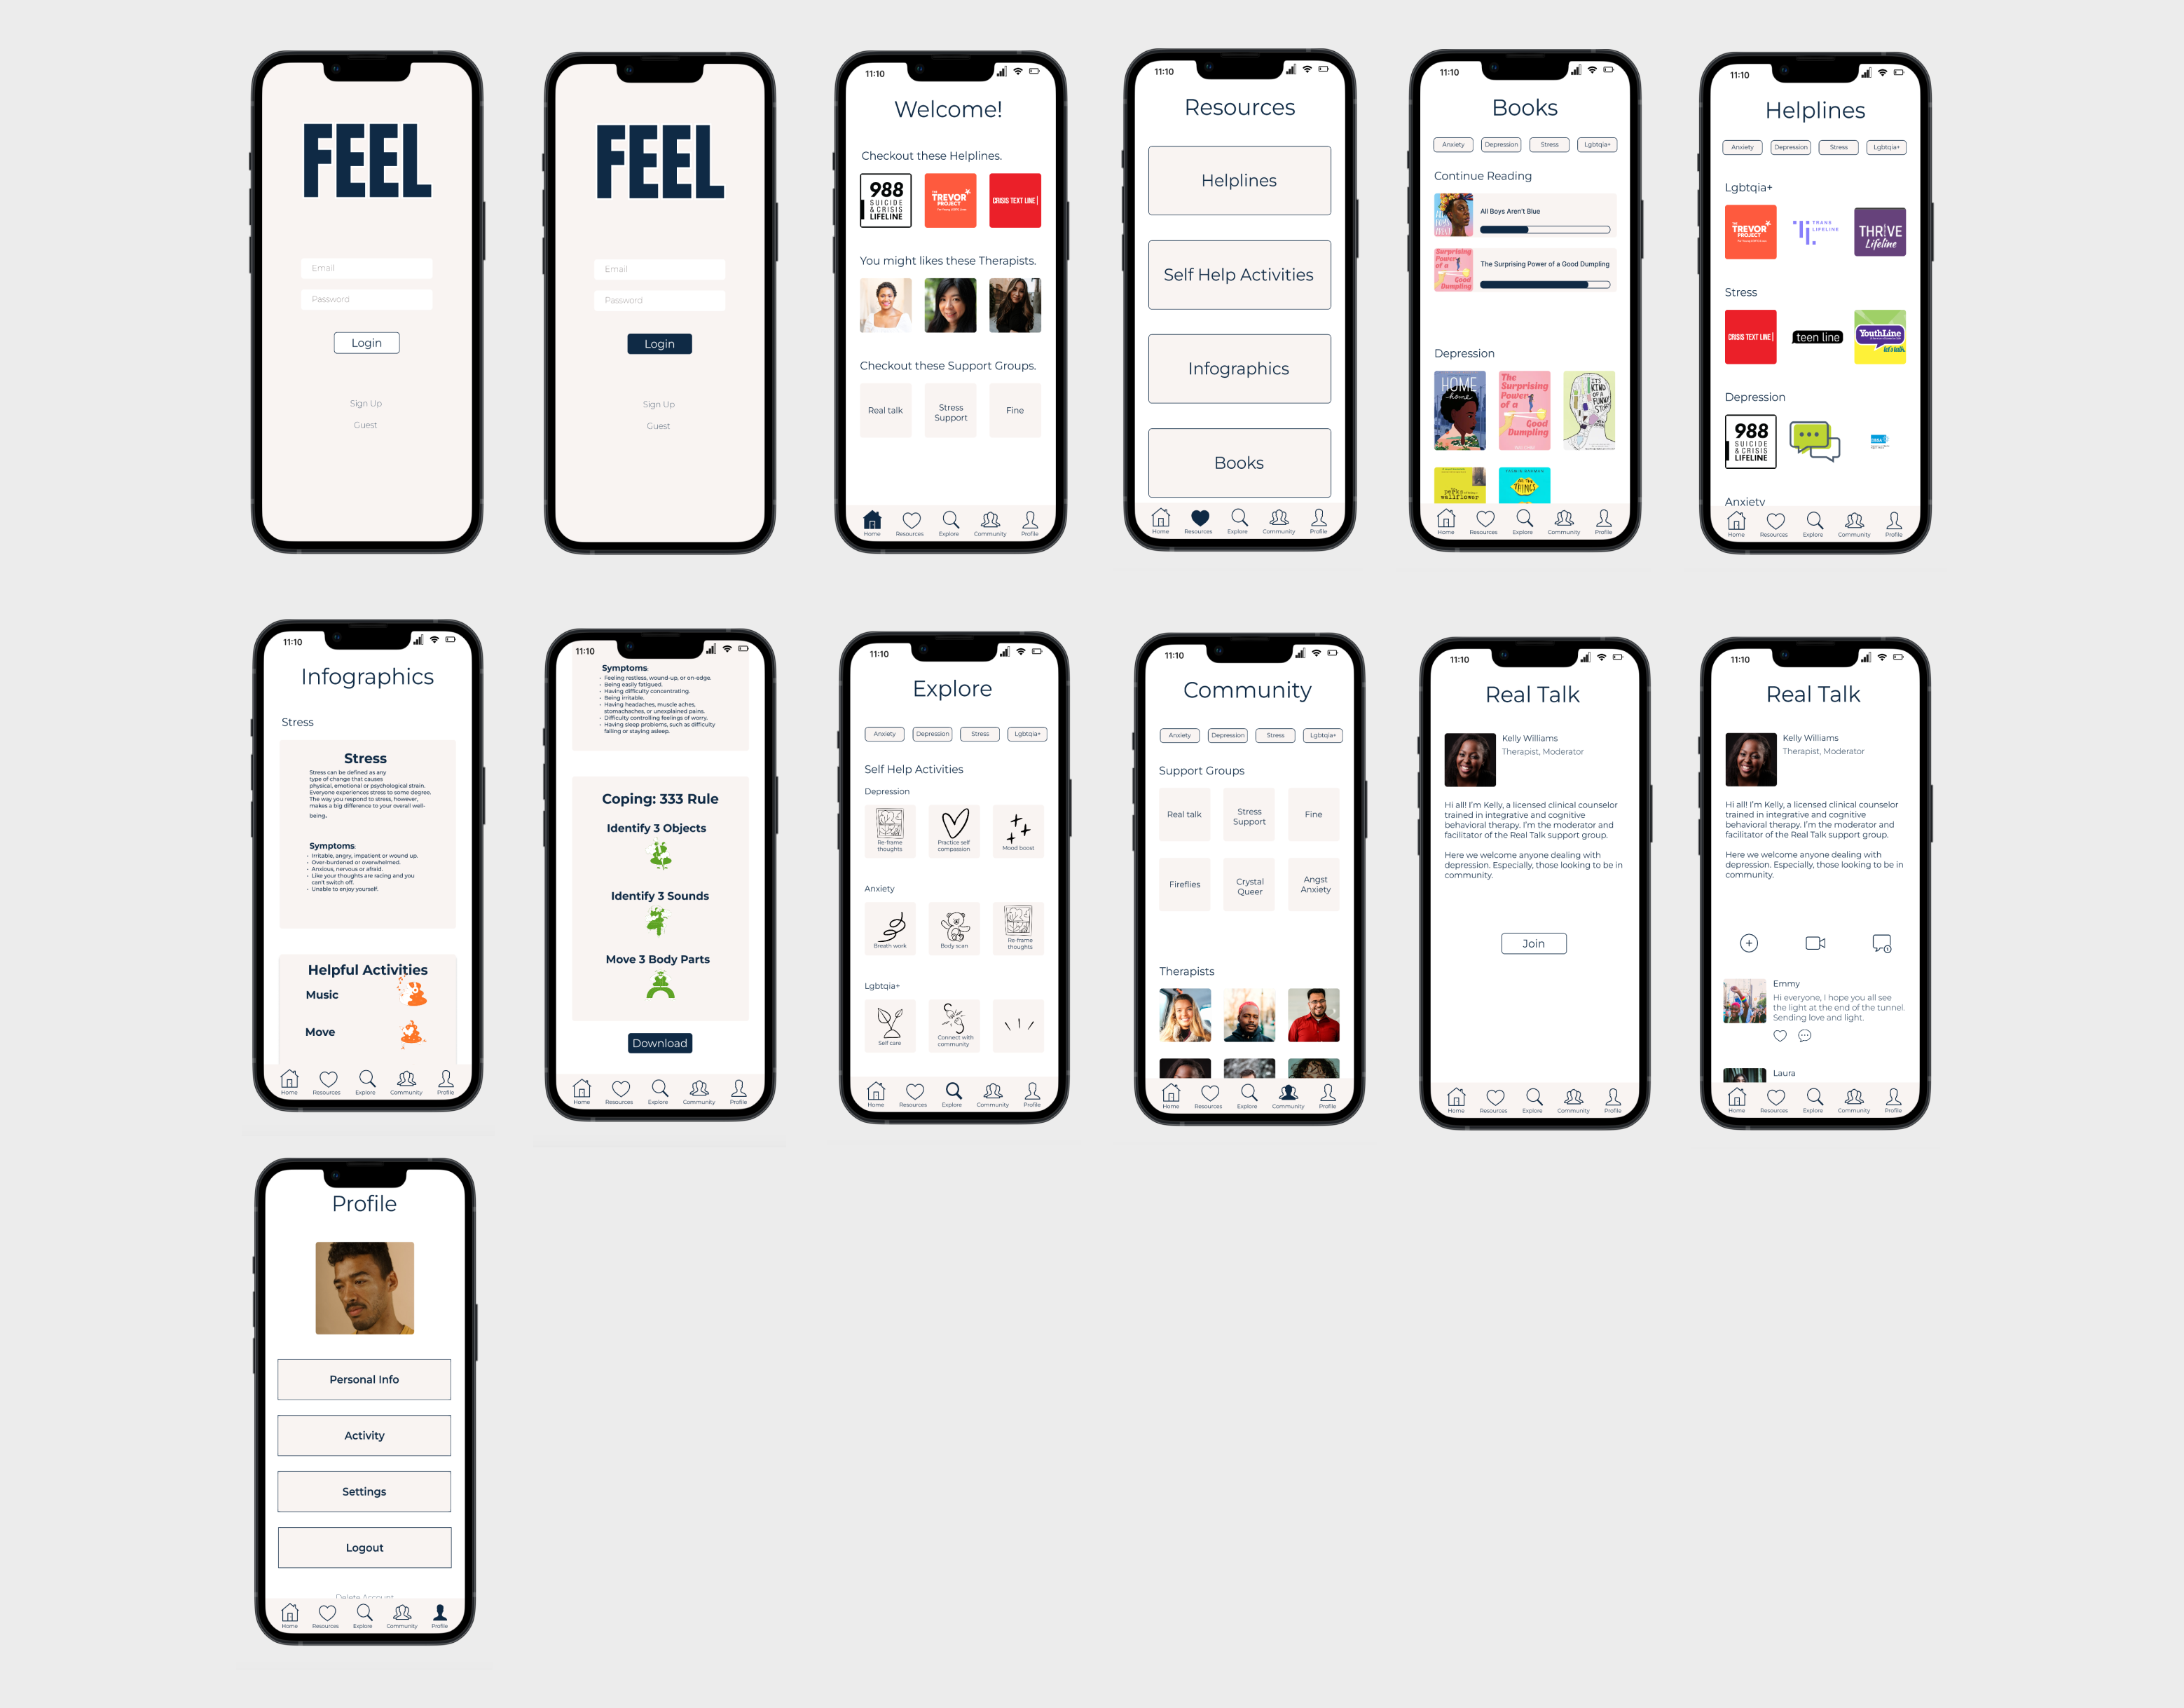 FEEL
Email
Password
Login
Sign Up
Guest
FEEL
Email
Password
Login
Sign Up
Guest
11:10
Welcome!
Checkout these Helplines.
988
SUICIDE
& CRISIS
LIFELINE
THE
TREVOR
PROJECT
CRISIS TEXT LINE|
You might likes these Therapists.
Checkout these Support Groups.
Real talk
Stress
Support
Fine
Home
Resources
Explore
Community
Profile
11:10
Resources
Helplines
Self Help Activities
Infographics
Books
Home
Resources
Explore
Community
Profile
11:10
Books
Anxiety
Depression
Stress
Lgbtqia+
Continue Reading
All Boys Aren't Blue
Surprising
Power
of a
Good
Dumpling
The Surprising Power of a Good Dumpling
Depression
HOME
home
The
Surprising
Power
of a
Good
Dumpling
IT'S
KIND
OF A
FUNNY
STORY
the perks
of being a
wallflower
THINGS
Home
Resources
Explore
Community
Profile
11:10
Helplines
Anxiety
Depression
Stress
Lgbtqia+
Lgbtqia+
THE
TREVOR
PROJECT
TRANS
LIFELINE
THRIVE
Lifeline
Stress
CRISIS TEXT LINE|
teen line
YouthLine
let's talk.
Depression
988
SUICIDE
& CRISIS
LIFELINE
Anxiety
Home
Resources
Explore
Community
Profile
11:10
Infographics
Stress
Stress
Stress can be defined as any
type of change that causes
physical, emotional or psychological strain.
Everyone experiences stress to some degree.
The way you respond to stress, however,
makes a big difference to your overall well-
being.
Symptoms:
• Irritable, angry, impatient or wound up.
• Over-burdened or overwhelmed.
• Anxious, nervous or afraid.
• Like your thoughts are racing and you
can't switch off.
• Unable to enjoy yourself.
Helpful Activities
Music
Move
Home
Resources
Explore
Community
Profile
11:10
Symptoms:
• Feeling restless, wound-up, or on-edge.
• Being easily fatigued.
• Having difficulty concantrating.
• Being irritable.
• Having headaches, muscle aches,
stomachaches, or unexplained pains.
• Difficulty controlling feelings of worry.
• Having sleep problems, such as difficulty
falling or staying asleep.
Coping: 333 Rule
Identify 3 Objects
Identify 3 Sounds
Move 3 Body Parts
Download
Home
Resources
Explore
Community
Profile
11:10
Explore
Anxiety
Depression
Stress
Lgbtqia+
Self Help Activities
Depression
Re-frame
thoughts
Practice self
compassion
Mood boost
Anxiety
Breath work
Body scan
Re-frame
thoughts
Lgbtqia+
Self care
Connect with
community
Home
Resources
Explore
Community
Profile
11:10
Community
Anxiety
Depression
Stress
Lgbtqia+
Support Groups
Real talk
Stress
Support
Fine
Fireflies
Crystal
Queer
Angst
Anxiety
Therapists
Home
Resources
Explore
Community
Profile
11:10
Real Talk
Kelly Williams
Therapist, Moderator
Hi all! I'm Kelly, a licensed clinical counselor
trained in integrative and cognitive
behavioral therapy. I'm the moderator and
facilitator of the Real Talk support group.
Here we welcome anyone dealing with
depression. Especially, those looking to be in
community.
Join
Home
Resources
Explore
Community
Profile
11:10
Real Talk
Kelly Williams
Therapist, Moderator
Hi all! I'm Kelly, a licensed clinical counselor
trained in integrative and cognitive
behavioral therapy. I'm the moderator and
facilitator of the Real Talk support group.
Here we welcome anyone dealing with
depression. Especially, those looking to be in
community.
Emmy
Hi everyone, I hope you all see
the light at the end of the tunnel.
Sending love and light.
Laura
Home
Resources
Explore
Community
Profile
Profile
Personal Info
Activity
Settings
Logout
Delete Account
Home
Resources
Explore
Community
Profile